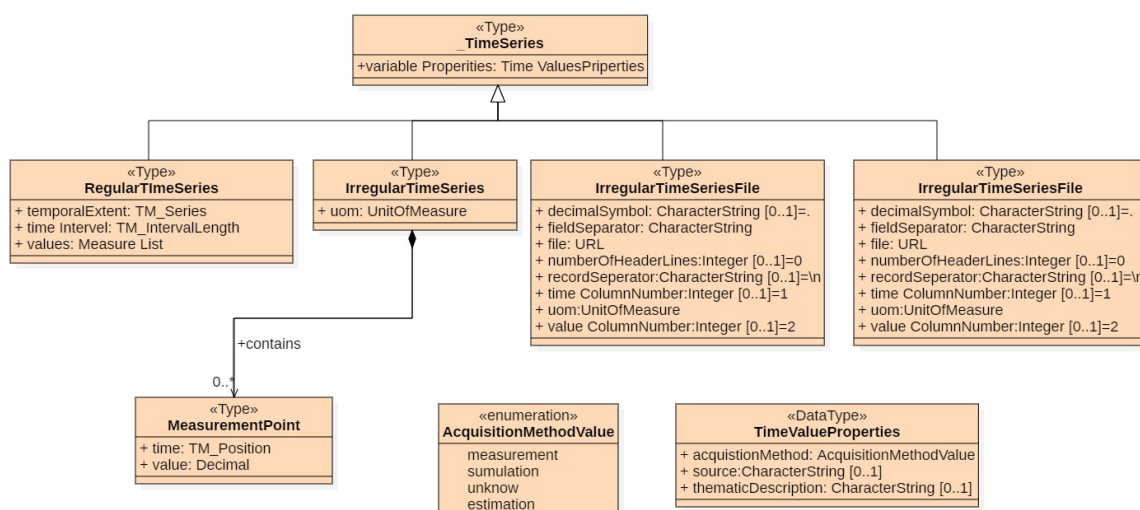 «Type»
_TimeSeries
+variable Properities: Time ValuesPriperties
«Type»
RegularTImeSeries
+ temporalExtent: TM_Series
+ time Intervel: TM_IntervalLength
+ values: Measure List
«Type»
IrregularTimeSeries
+ uom: UnitOfMeasure
«Type»
IrregularTimeSeriesFile
+ decimalSymbol: CharacterString [0..1]=.
+ fieldSeparator: CharacterString
+ file: URL
+ numberOfHeaderLines:Integer [0..1]=0
+ recordSeperator:CharacterString [0..1]=\n
+ time ColumnNumber:Integer [0..1]=1
+ uom:UnitOfMeasure
+ value ColumnNumber:Integer [0..1]=2
«Type»
IrregularTimeSeriesFile
+ decimalSymbol: CharacterString [0..1]=.
+ fieldSeparator: CharacterString
+ file: URL
+ numberOfHeaderLines:Integer [0..1]=0
+ recordSeperator:CharacterString [0..1]=\n
+ time ColumnNumber:Integer [0..1]=1
+ uom:UnitOfMeasure
+ value ColumnNumber:Integer [0..1]=2
+contains
0..*
«Type»
MeasurementPoint
+ time: TM_Position
+ value: Decimal
«enumeration»
AcquisitionMethodValue
measurement
sumulation
unknow
estimation
«DataType»
TimeValueProperties
+ acquistionMethod: AcquisitionMethodValue
+ source:CharacterString [0..1]
+ thematicDescription: CharacterString [0..1]